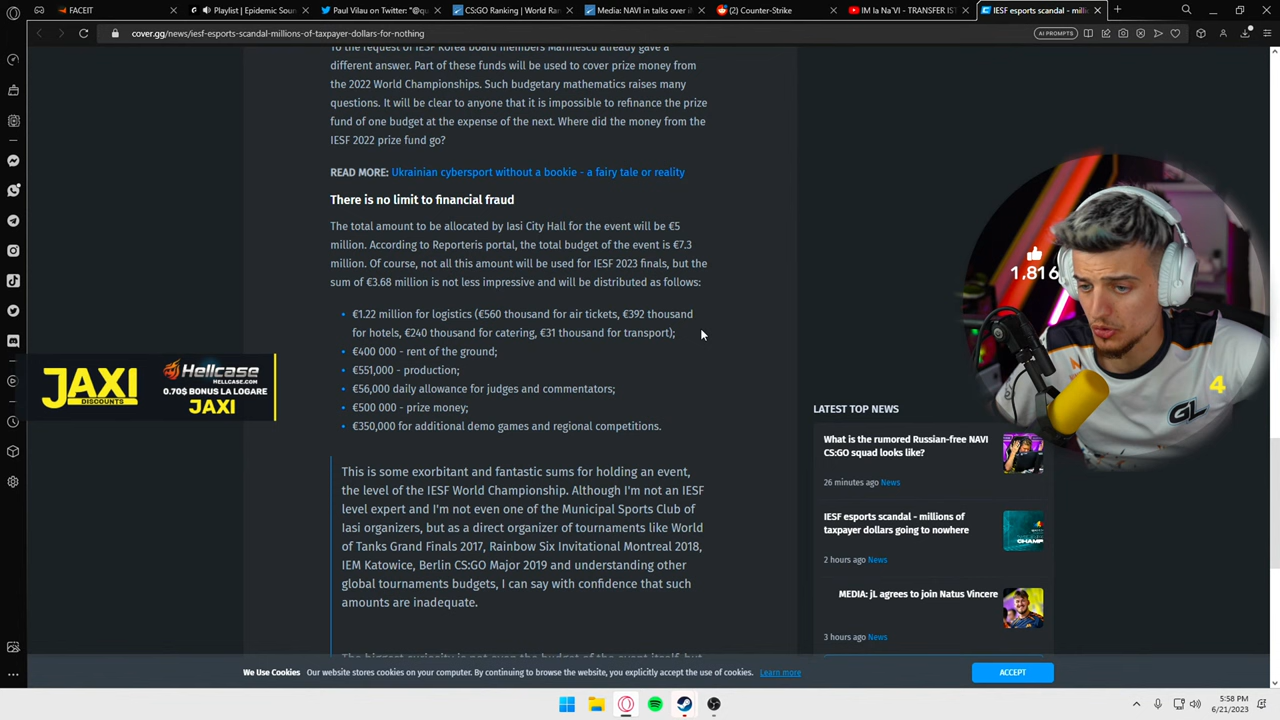 FACEIT
Playlist | Epidemic Soun
Paul Vilau on Twitter: "@qu
CS:GO Ranking | World Ran
Media: NAVI in talks over i
(2) Counter-Strike
IM la Na'VI - TRANSFER IST
IESF esports scandal - milli
cover.gg/news/iesf-esports-scandal-millions-of-taxpayer-dollars-for-nothing
AI PROMPTS
To the request of IESF Korea board members Marinescu already gave a
different answer. Part of these funds will be used to cover prize money from
the 2022 World Championships. Such budgetary mathematics raises many
questions. It will be clear to anyone that it is impossible to refinance the prize
fund of one budget at the expense of the next. Where did the money from the
IESF 2022 prize fund go?
READ MORE: Ukrainian cybersport without a bookie - a fairy tale or reality
There is no limit to financial fraud
The total amount to be allocated by Iasi City Hall for the event will be €5
million. According to Reporteris portal, the total budget of the event is €7.3
million. Of course, not all this amount will be used for IESF 2023 finals, but the
sum of €3.68 million is not less impressive and will be distributed as follows:
• €1.22 million for logistics (€560 thousand for air tickets, €392 thousand
for hotels, €240 thousand for catering, €31 thousand for transport);
• €400 000 - rent of the ground;
• €551,000 - production;
• €56,000 daily allowance for judges and commentators;
• €500 000 - prize money;
• €350,000 for additional demo games and regional competitions.
This is some exorbitant and fantastic sums for holding an event,
the level of the IESF World Championship. Although I'm not an IESF
level expert and I'm not even one of the Municipal Sports Club of
Iasi organizers, but as a direct organizer of tournaments like World
of Tanks Grand Finals 2017, Rainbow Six Invitational Montreal 2018,
IEM Katowice, Berlin CS:GO Major 2019 and understanding other
global tournaments budgets, I can say with confidence that such
amounts are inadequate.
JAXI
DISCOUNTS
Hellcase
HELLCASE.COM
0.70$ BONUS LA LOGARE
JAXI
1,816
4
GL
LATEST TOP NEWS
What is the rumored Russian-free NAVI
CS:GO squad looks like?
26 minutes ago News
IESF esports scandal - millions of
taxpayer dollars going to nowhere
2 hours ago News
MEDIA: jL agrees to join Natus Vincere
3 hours ago News
We Use Cookies Our website stores cookies on your computer. By continuing to browse the website, you explicitly accept the use of cookies. Learn more
ACCEPT
5:58 PM
6/21/2023